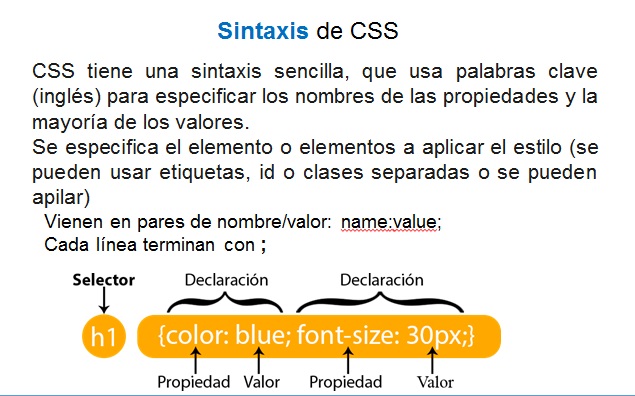 Sintaxis de CSS
CSS tiene una sintaxis sencilla, que usa palabras clave
(inglés) para especificar los nombres de las propiedades y la
mayoría de los valores.
Se especifica el elemento o elementos a aplicar el estilo (se
pueden usar etiquetas, id o clases separadas o se pueden
apilar)
Vienen en pares de nombre/valor: name:value;
Cada línea terminan con ;
Selector Declaración Declaración
h1 {color: blue; font-size: 30px;}
Propiedad Valor Propiedad Valor